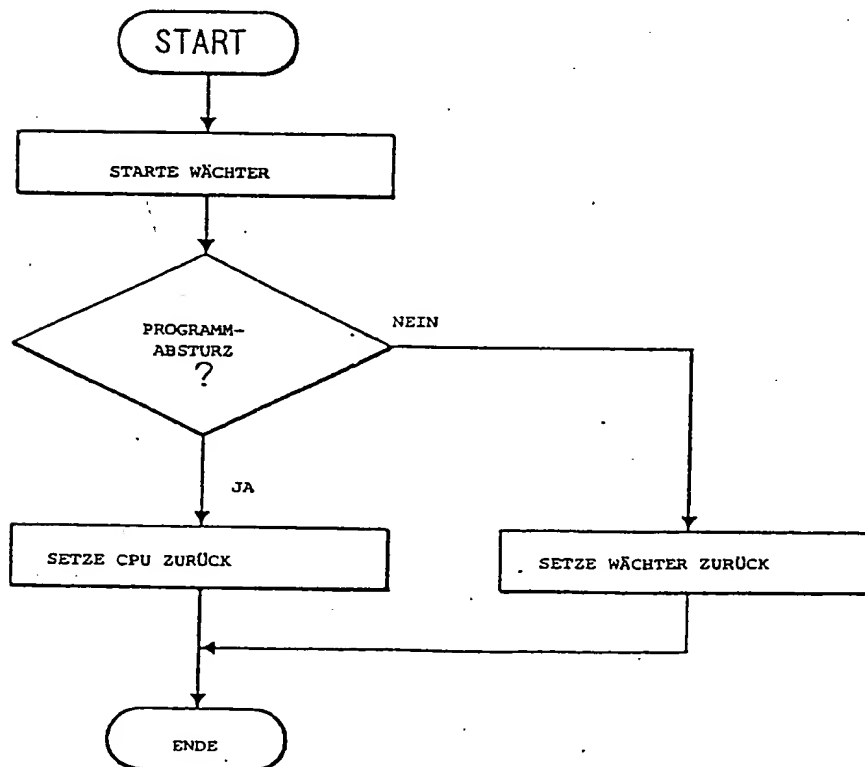 START
STARTE WÄCHTER
PROGRAMM-
ABSTURZ
?
NEIN
JA
SETZE CPU ZURÜCK
SETZE WÄCHTER ZURÜCK
ENDE